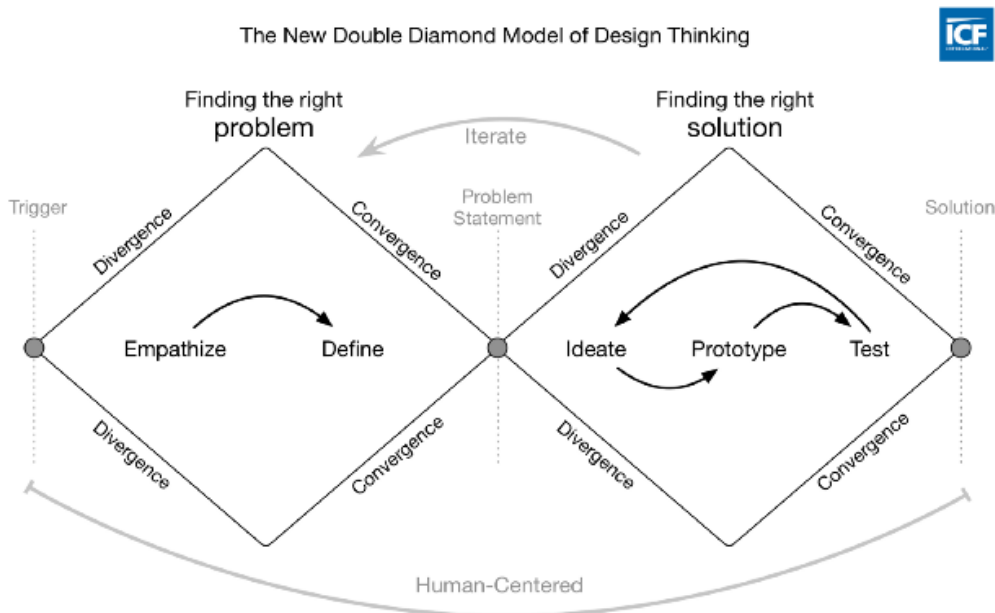 The New Double Diamond Model of Design Thinking
ICF
INTERNATIONAL
Finding the right
problem
Finding the right
solution
Iterate
Trigger
Problem
Statement
Solution
Divergence
Convergence
Divergence
Convergence
Empathize
Define
Ideate
Prototype
Test
Divergence
Convergence
Divergence
Convergence
Human-Centered